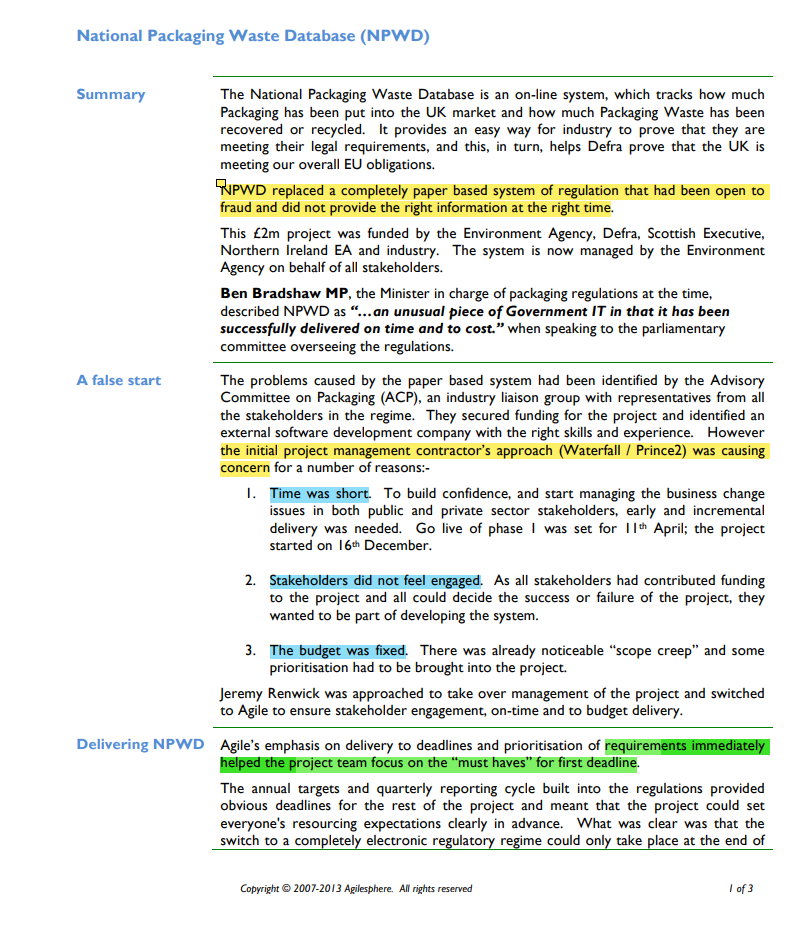 National Packaging Waste Database (NPWD)
Summary
The National Packaging Waste Database is an on-line system, which tracks how much
Packaging has been put into the UK market and how much Packaging Waste has been
recovered or recycled. It provides an easy way for industry to prove that they are
meeting their legal requirements, and this, in turn, helps Defra prove that the UK is
meeting our overall EU obligations.
NPWD replaced a completely paper based system of regulation that had been open to
fraud and did not provide the right information at the right time.
This £2m project was funded by the Environment Agency, Defra, Scottish Executive,
Northern Ireland EA and industry. The system is now managed by the Environment
Agency on behalf of all stakeholders.
Ben Bradshaw MP, the Minister in charge of packaging regulations at the time,
described NPWD as “…an unusual piece of Government IT in that it has been
successfully delivered on time and to cost.” when speaking to the parliamentary
committee overseeing the regulations.
A false start
The problems caused by the paper based system had been identified by the Advisory
Committee on Packaging (ACP), an industry liaison group with representatives from all
the stakeholders in the regime. They secured funding for the project and identified an
external software development company with the right skills and experience. However
the initial project management contractor’s approach (Waterfall / Prince2) was causing
concern for a number of reasons:-
1. Time was short. To build confidence, and start managing the business change
issues in both public and private sector stakeholders, early and incremental
delivery was needed. Go live of phase 1 was set for 11th April; the project
started on 16th December.
2. Stakeholders did not feel engaged. As all stakeholders had contributed funding
to the project and all could decide the success or failure of the project, they
wanted to be part of developing the system.
3. The budget was fixed. There was already noticeable “scope creep” and some
prioritisation had to be brought into the project.
Jeremy Renwick was approached to take over management of the project and switched
to Agile to ensure stakeholder engagement, on-time and to budget delivery.
Delivering NPWD
Agile’s emphasis on delivery to deadlines and prioritisation of requirements immediately
helped the project team focus on the “must haves” for first deadline.
The annual targets and quarterly reporting cycle built into the regulations provided
obvious deadlines for the rest of the project and meant that the project could set
everyone’s resourcing expectations clearly in advance. What was clear was that the
switch to a completely electronic regulatory regime could only take place at the end of
Copyright © 2007-2013 Agilesphere. All rights reserved
1 of 3